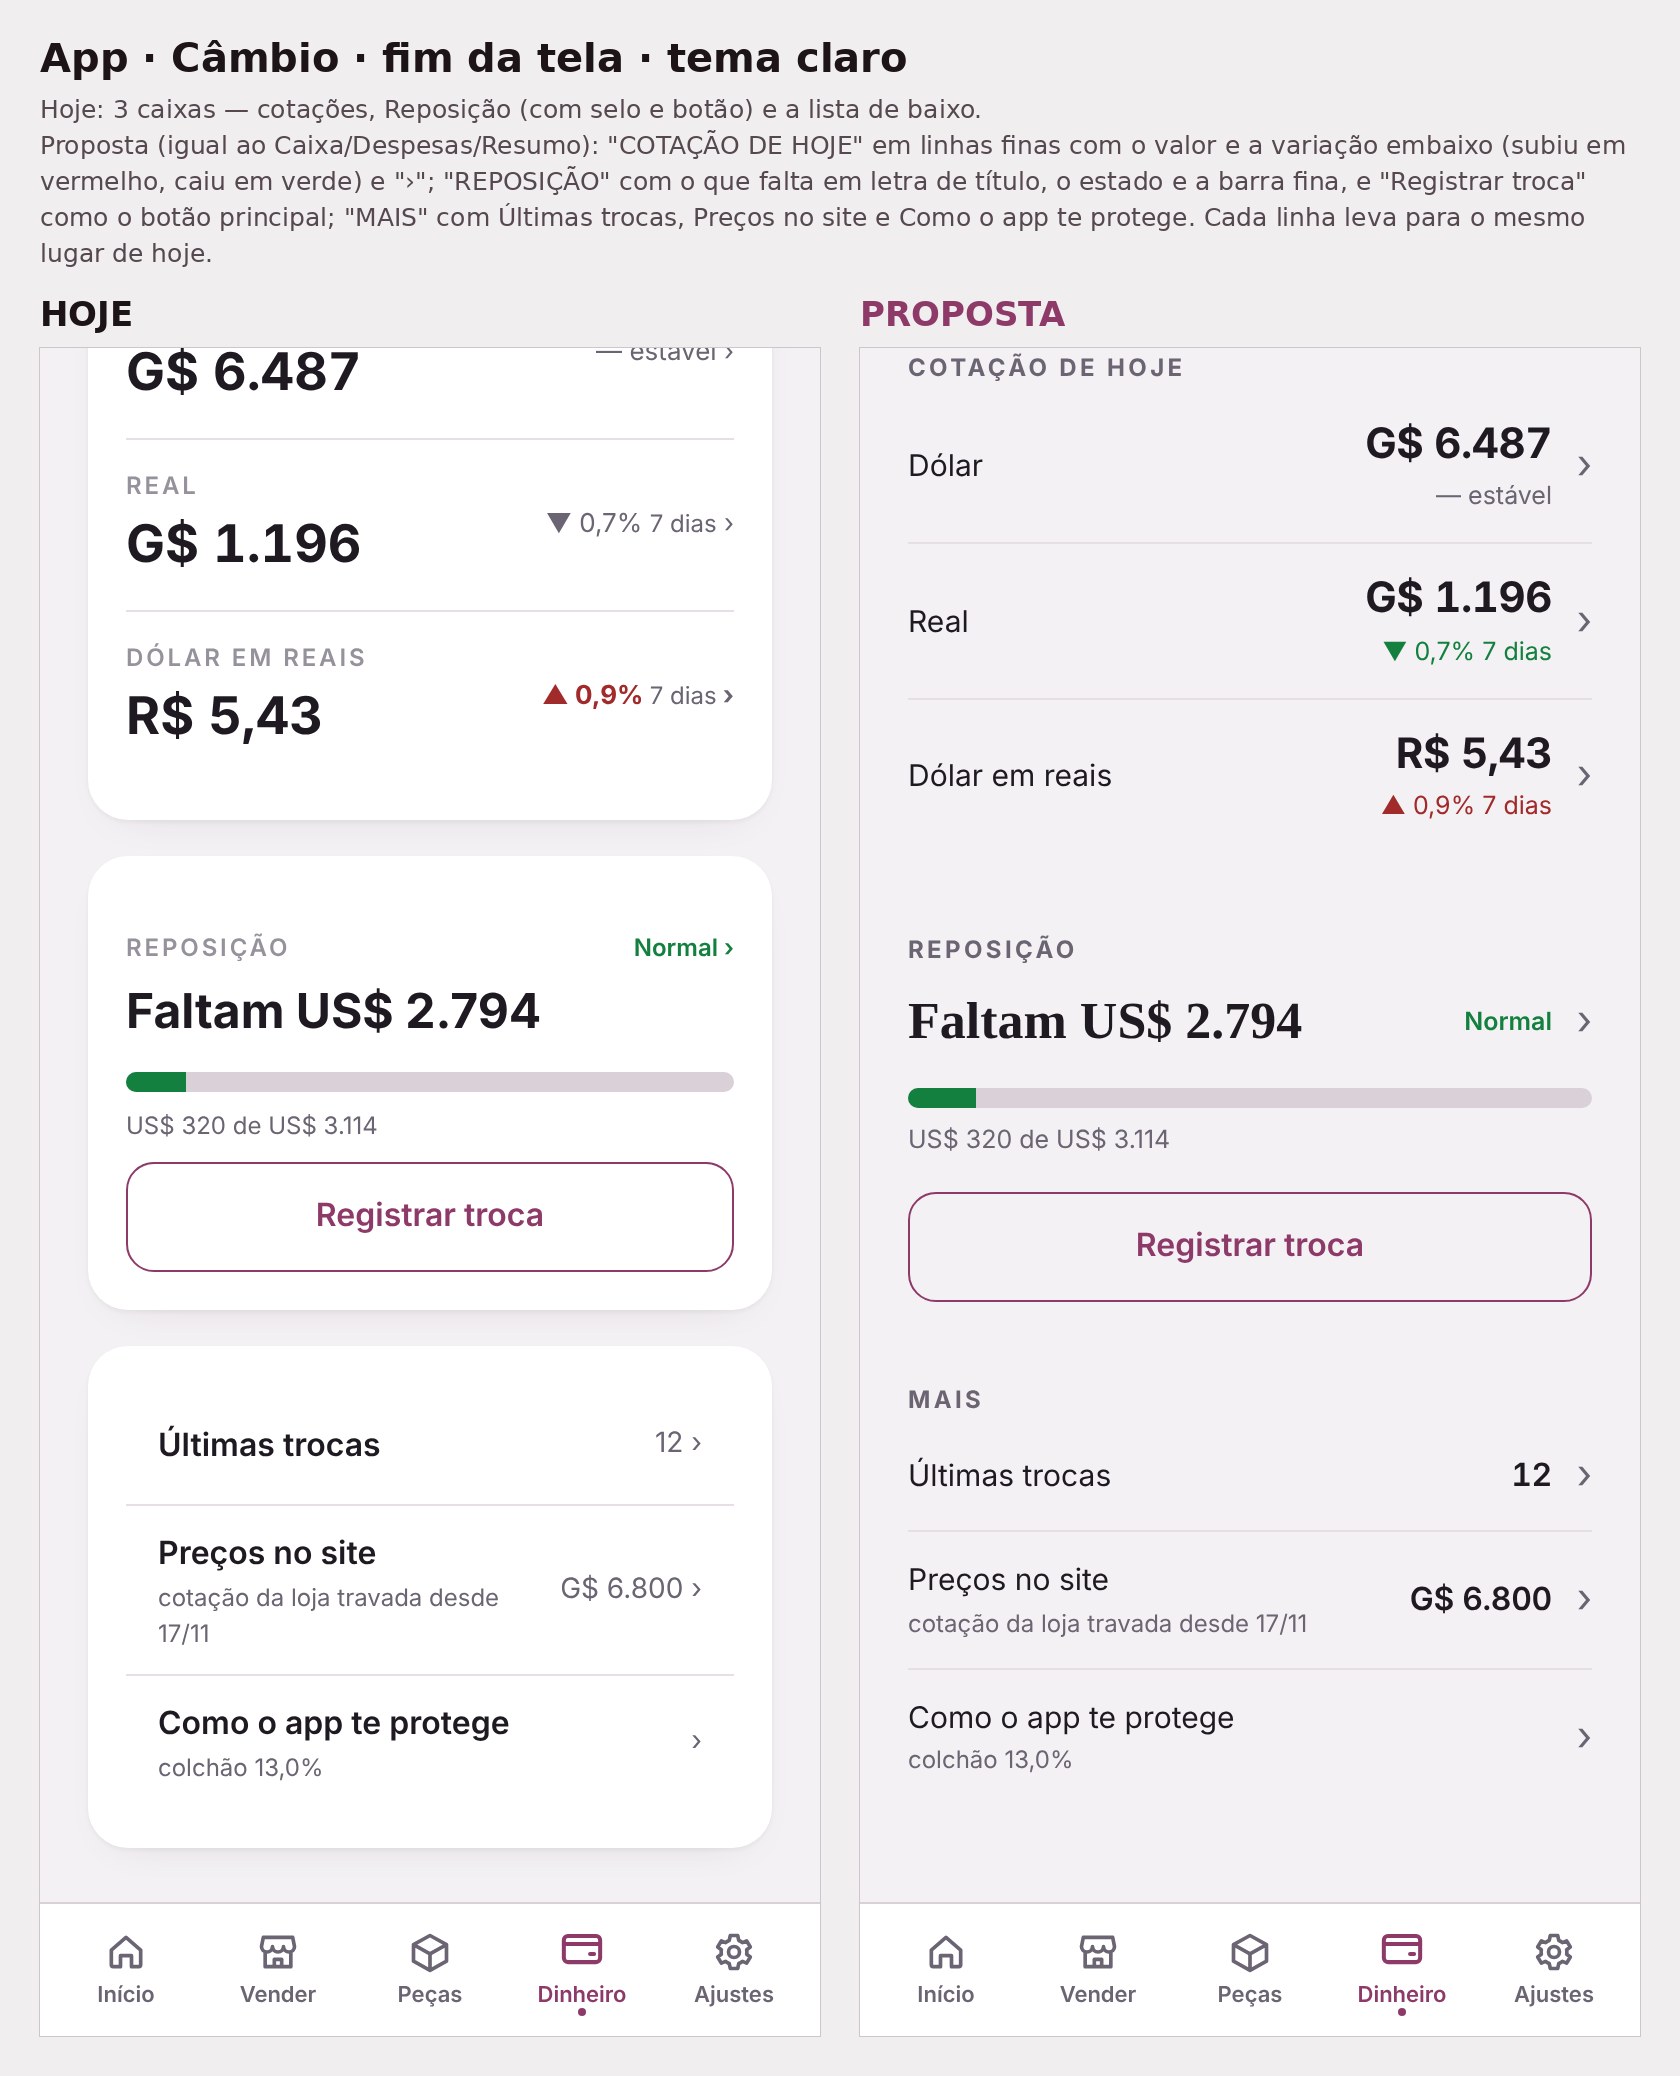 App · Câmbio · fim da tela · tema claro
Hoje: 3 caixas — cotações, Reposição (com selo e botão) e a lista de baixo.
Proposta (igual ao Caixa/Despesas/Resumo): "COTAÇÃO DE HOJE" em linhas finas com o valor e a variação embaixo (subiu em
vermelho, caiu em verde) e "›"; "REPOSIÇÃO" com o que falta em letra de título, o estado e a barra fina, e "Registrar troca"
como o botão principal; "MAIS" com Últimas trocas, Preços no site e Como o app te protege. Cada linha leva para o mesmo
lugar de hoje.
HOJE
G$ 6.487
— estável ›
REAL
G$ 1.196
▼ 0,7% 7 dias ›
DÓLAR EM REAIS
R$ 5,43
▲ 0,9% 7 dias ›
REPOSIÇÃO
Normal ›
Faltam US$ 2.794
US$ 320 de US$ 3.114
Registrar troca
Últimas trocas
12 ›
Preços no site
cotação da loja travada desde
17/11
G$ 6.800 ›
Como o app te protege
colchão 13,0%
›
Início
Vender
Peças
Dinheiro
Ajustes
PROPOSTA
COTAÇÃO DE HOJE
Dólar
G$ 6.487
— estável
›
Real
G$ 1.196
▼ 0,7% 7 dias
›
Dólar em reais
R$ 5,43
▲ 0,9% 7 dias
›
REPOSIÇÃO
Faltam US$ 2.794
Normal ›
US$ 320 de US$ 3.114
Registrar troca
MAIS
Últimas trocas
12 ›
Preços no site
cotação da loja travada desde 17/11
G$ 6.800 ›
Como o app te protege
colchão 13,0%
›
Início
Vender
Peças
Dinheiro
Ajustes